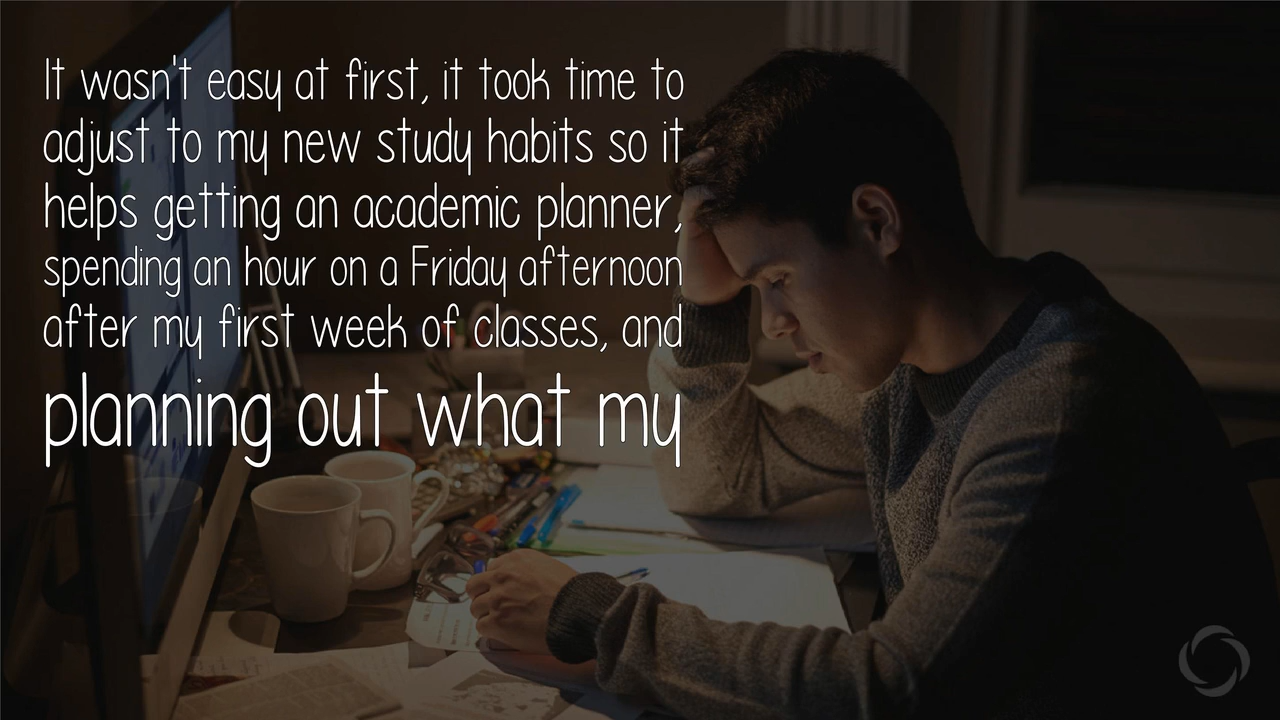 It wasn't easy at first, it took time to
adjust to my new study habits so it
helps getting an academic planner,
spending an hour on a Friday afternoon
after my first week of classes, and
planning out what my